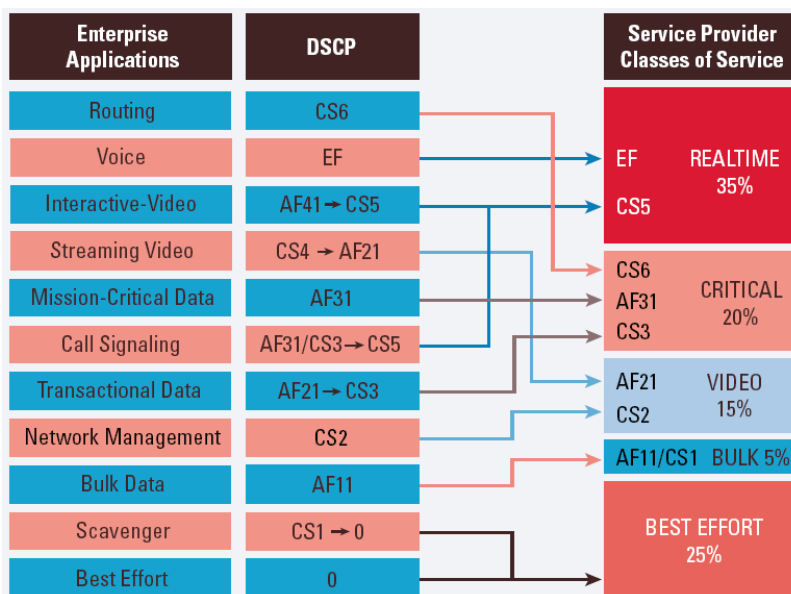 Enterprise
Applications
DSCP
Service Provider
Classes of Service
Routing
CS6
Voice
EF
Interactive-Video
AF41 → CS5
Streaming Video
CS4 → AF21
Mission-Critical Data
AF31
Call Signaling
AF31/CS3 → CS5
Transactional Data
AF21 → CS3
Network Management
CS2
Bulk Data
AF11
Scavenger
CS1 → 0
Best Effort
0
EF
REALTIME
35%
CS5
CS6
AF31
CRITICAL
20%
CS3
AF21
VIDEO
15%
CS2
AF11/CS1 BULK 5%
BEST EFFORT
25%